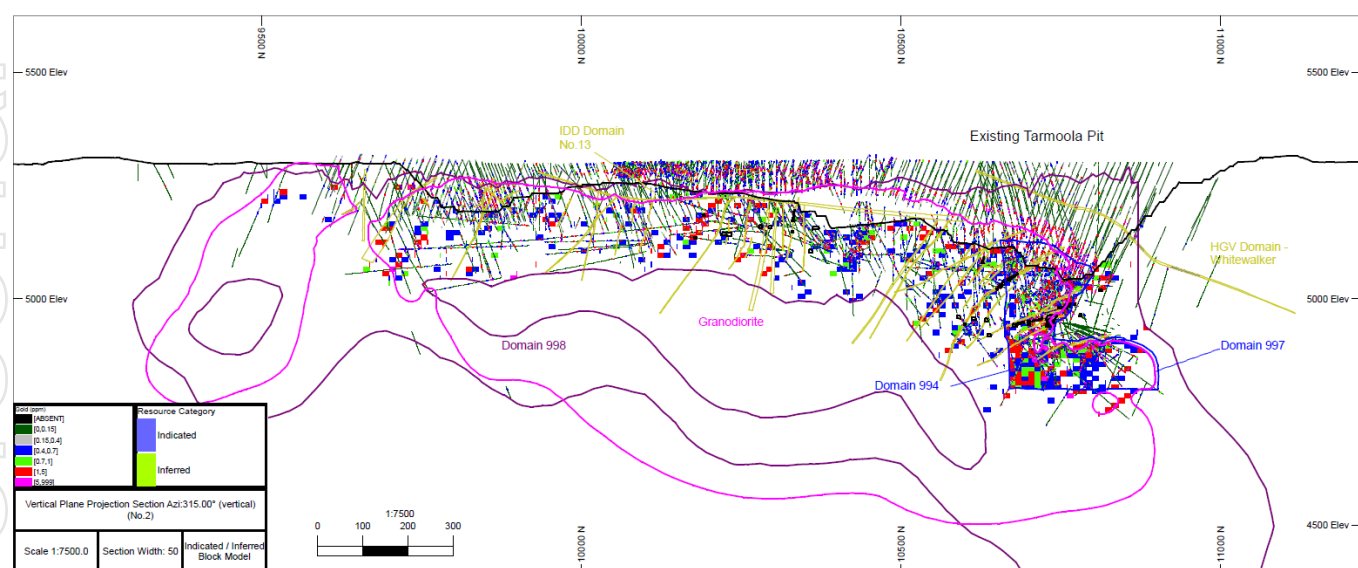 9500 N
10000 N
10500 N
11000 N
5500 Elev
5500 Elev
IDD Domain
No.13
Existing Tarmoola Pit
HGV Domain -
Whitewalker
5000 Elev
5000 Elev
Granodiorite
Domain 998
Domain 997
Domain 994
Gold (ppm)
[ABSENT]
[0,0.15]
[0.15,0.4]
[0.4,0.7]
[0.7,1]
[1,5]
[5,999]
Resource Category
Indicated
Inferred
Vertical Plane Projection Section Azi:315.00° (vertical)
(No.2)
Scale 1:7500.0
Section Width: 50
Indicated / Inferred
Block Model
1:7500
0 100 200 300
4500 Elev
10000 N
10500 N
11000 N